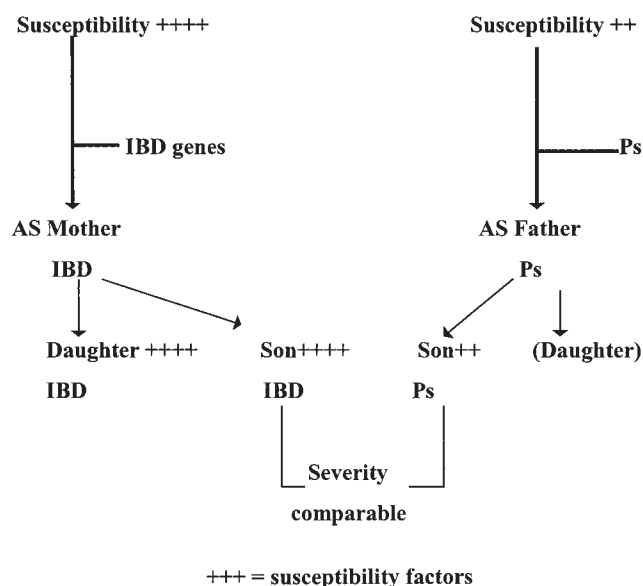 Susceptibility ++++ Susceptibility ++
IBD genes Ps
AS Mother AS Father
IBD Ps
Daughter ++++ Son++++ Son++ (Daughter)
IBD IBD Ps
Severity
comparable
+++ = susceptibility factors